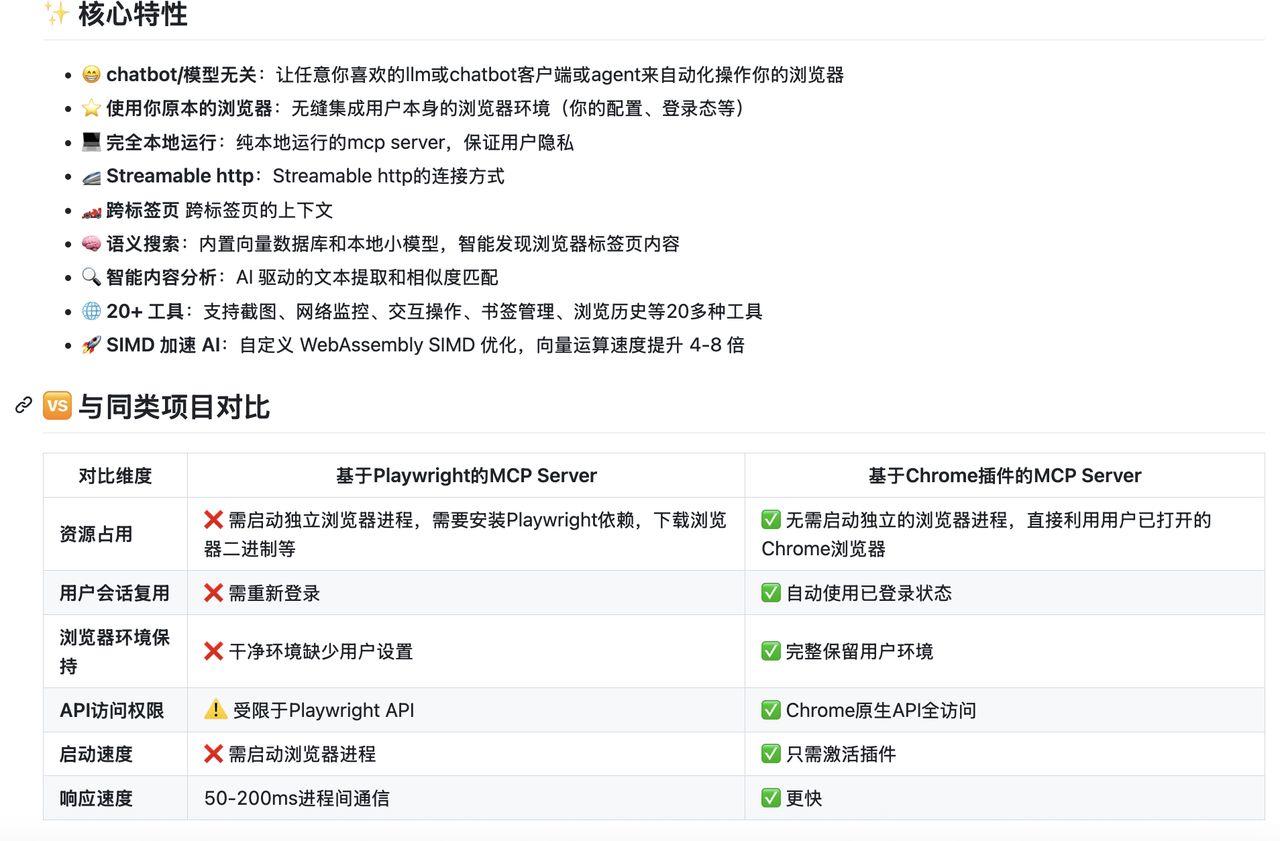 ✨ 核心特性
😁 chatbot/模型无关：让任意你喜欢的llm或chatbot客户端或agent来自动化操作你的浏览器
⭐️ 使用你原本的浏览器：无缝集成用户本身的浏览器环境（你的配置、登录态等）
💻 完全本地运行：纯本地运行的mcp server，保证用户隐私
🚄 Streamable http：Streamable http的连接方式
🏎 跨标签页 跨标签页的上下文
🧠 语义搜索：内置向量数据库和本地小模型，智能发现浏览器标签页内容
🔍 智能内容分析：AI 驱动的文本提取和相似度匹配
🌐 20+ 工具：支持截图、网络监控、交互操作、书签管理、浏览历史等20多种工具
🚀 SIMD 加速 AI：自定义 WebAssembly SIMD 优化，向量运算速度提升 4-8 倍
🆚 与同类项目对比
对比维度 基于Playwright的MCP Server 基于Chrome插件的MCP Server
资源占用 ❌ 需启动独立浏览器进程，需要安装Playwright依赖，下载浏览
器二进制等 ✅ 无需启动独立的浏览器进程，直接利用用户已打开的
Chrome浏览器
用户会话复用 ❌ 需重新登录 ✅ 自动使用已登录状态
浏览器环境保
持 ❌ 干净环境缺少用户设置 ✅ 完整保留用户环境
API访问权限 ⚠️ 受限于Playwright API ✅ Chrome原生API全访问
启动速度 ❌ 需启动浏览器进程 ✅ 只需激活插件
响应速度 50-200ms进程间通信 ✅ 更快